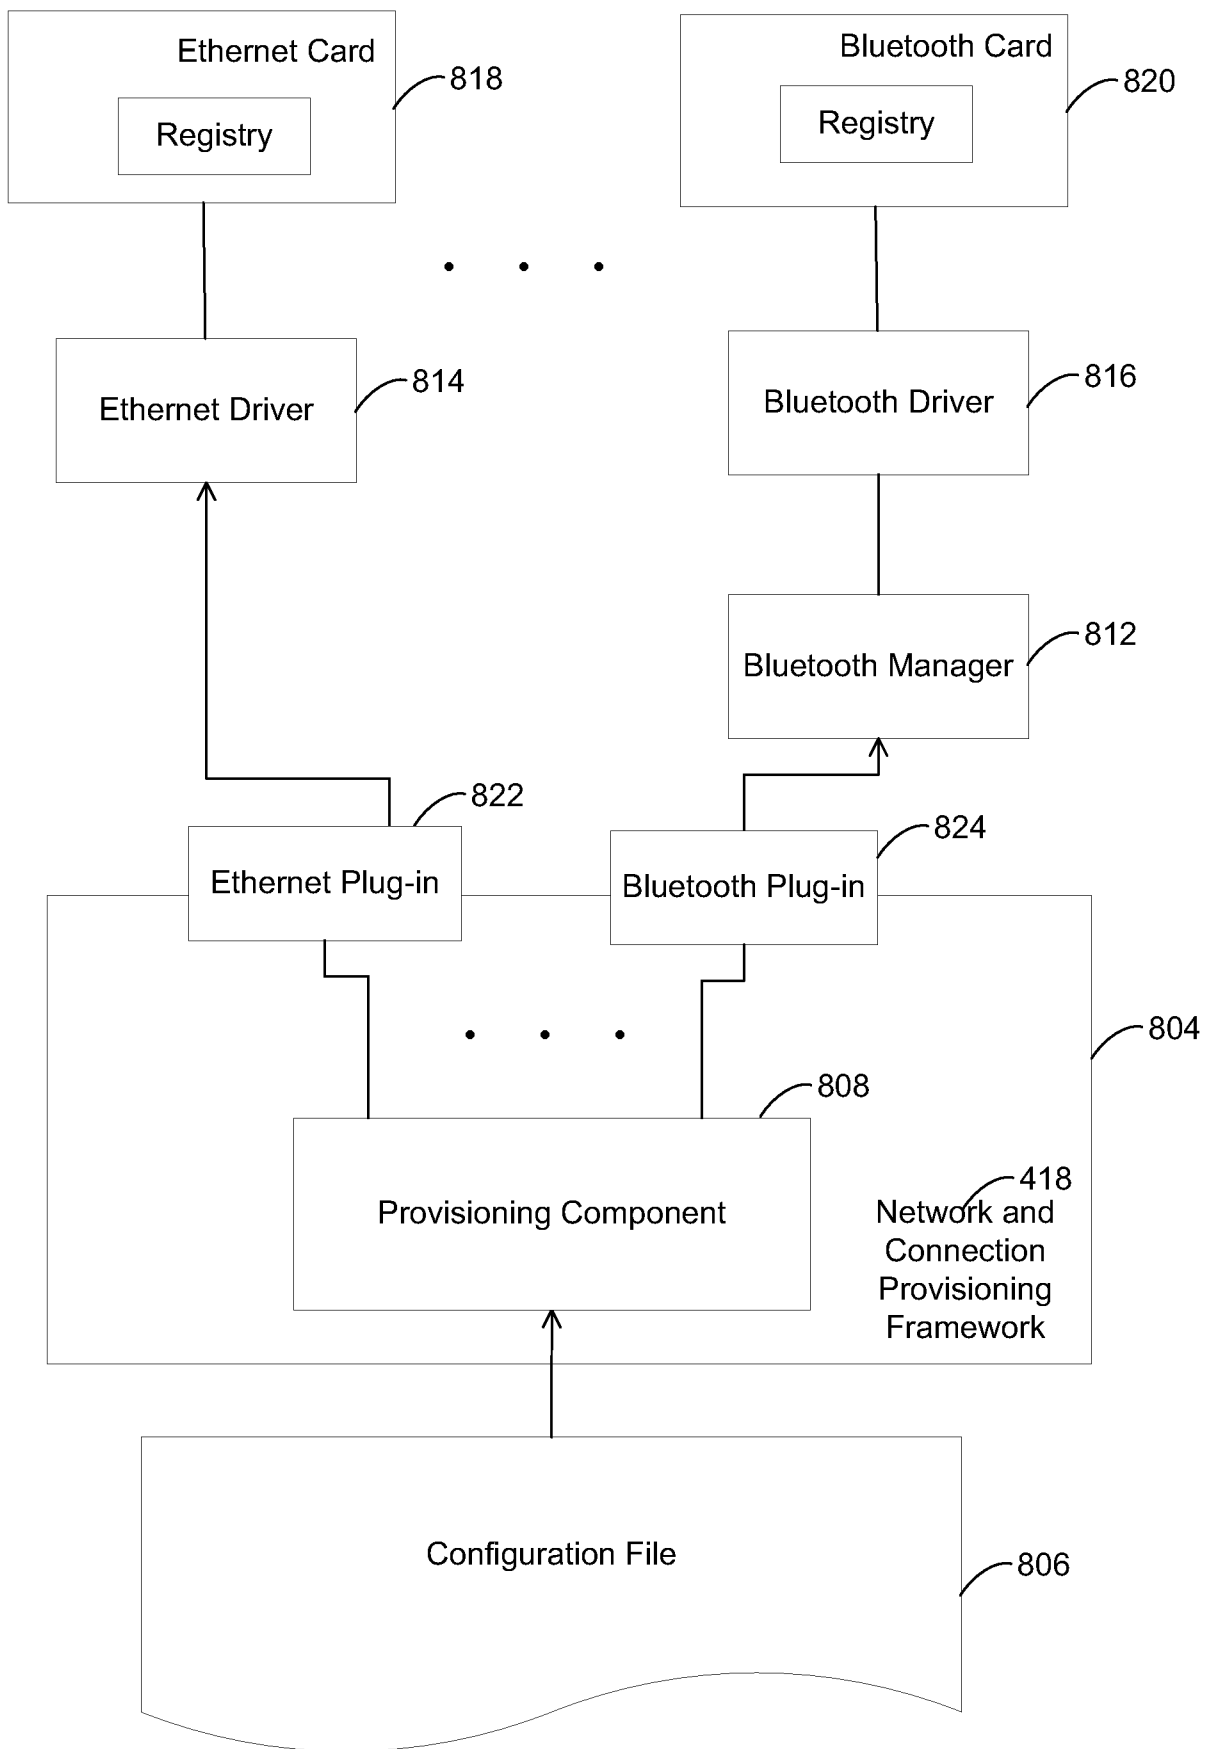 Ethernet Card
818
Registry
Bluetooth Card
820
Registry
Ethernet Driver
814
Bluetooth Driver
816
Bluetooth Manager
812
Ethernet Plug-in
822
Bluetooth Plug-in
824
804
808
Provisioning Component
418
Network and
Connection
Provisioning
Framework
Configuration File
806